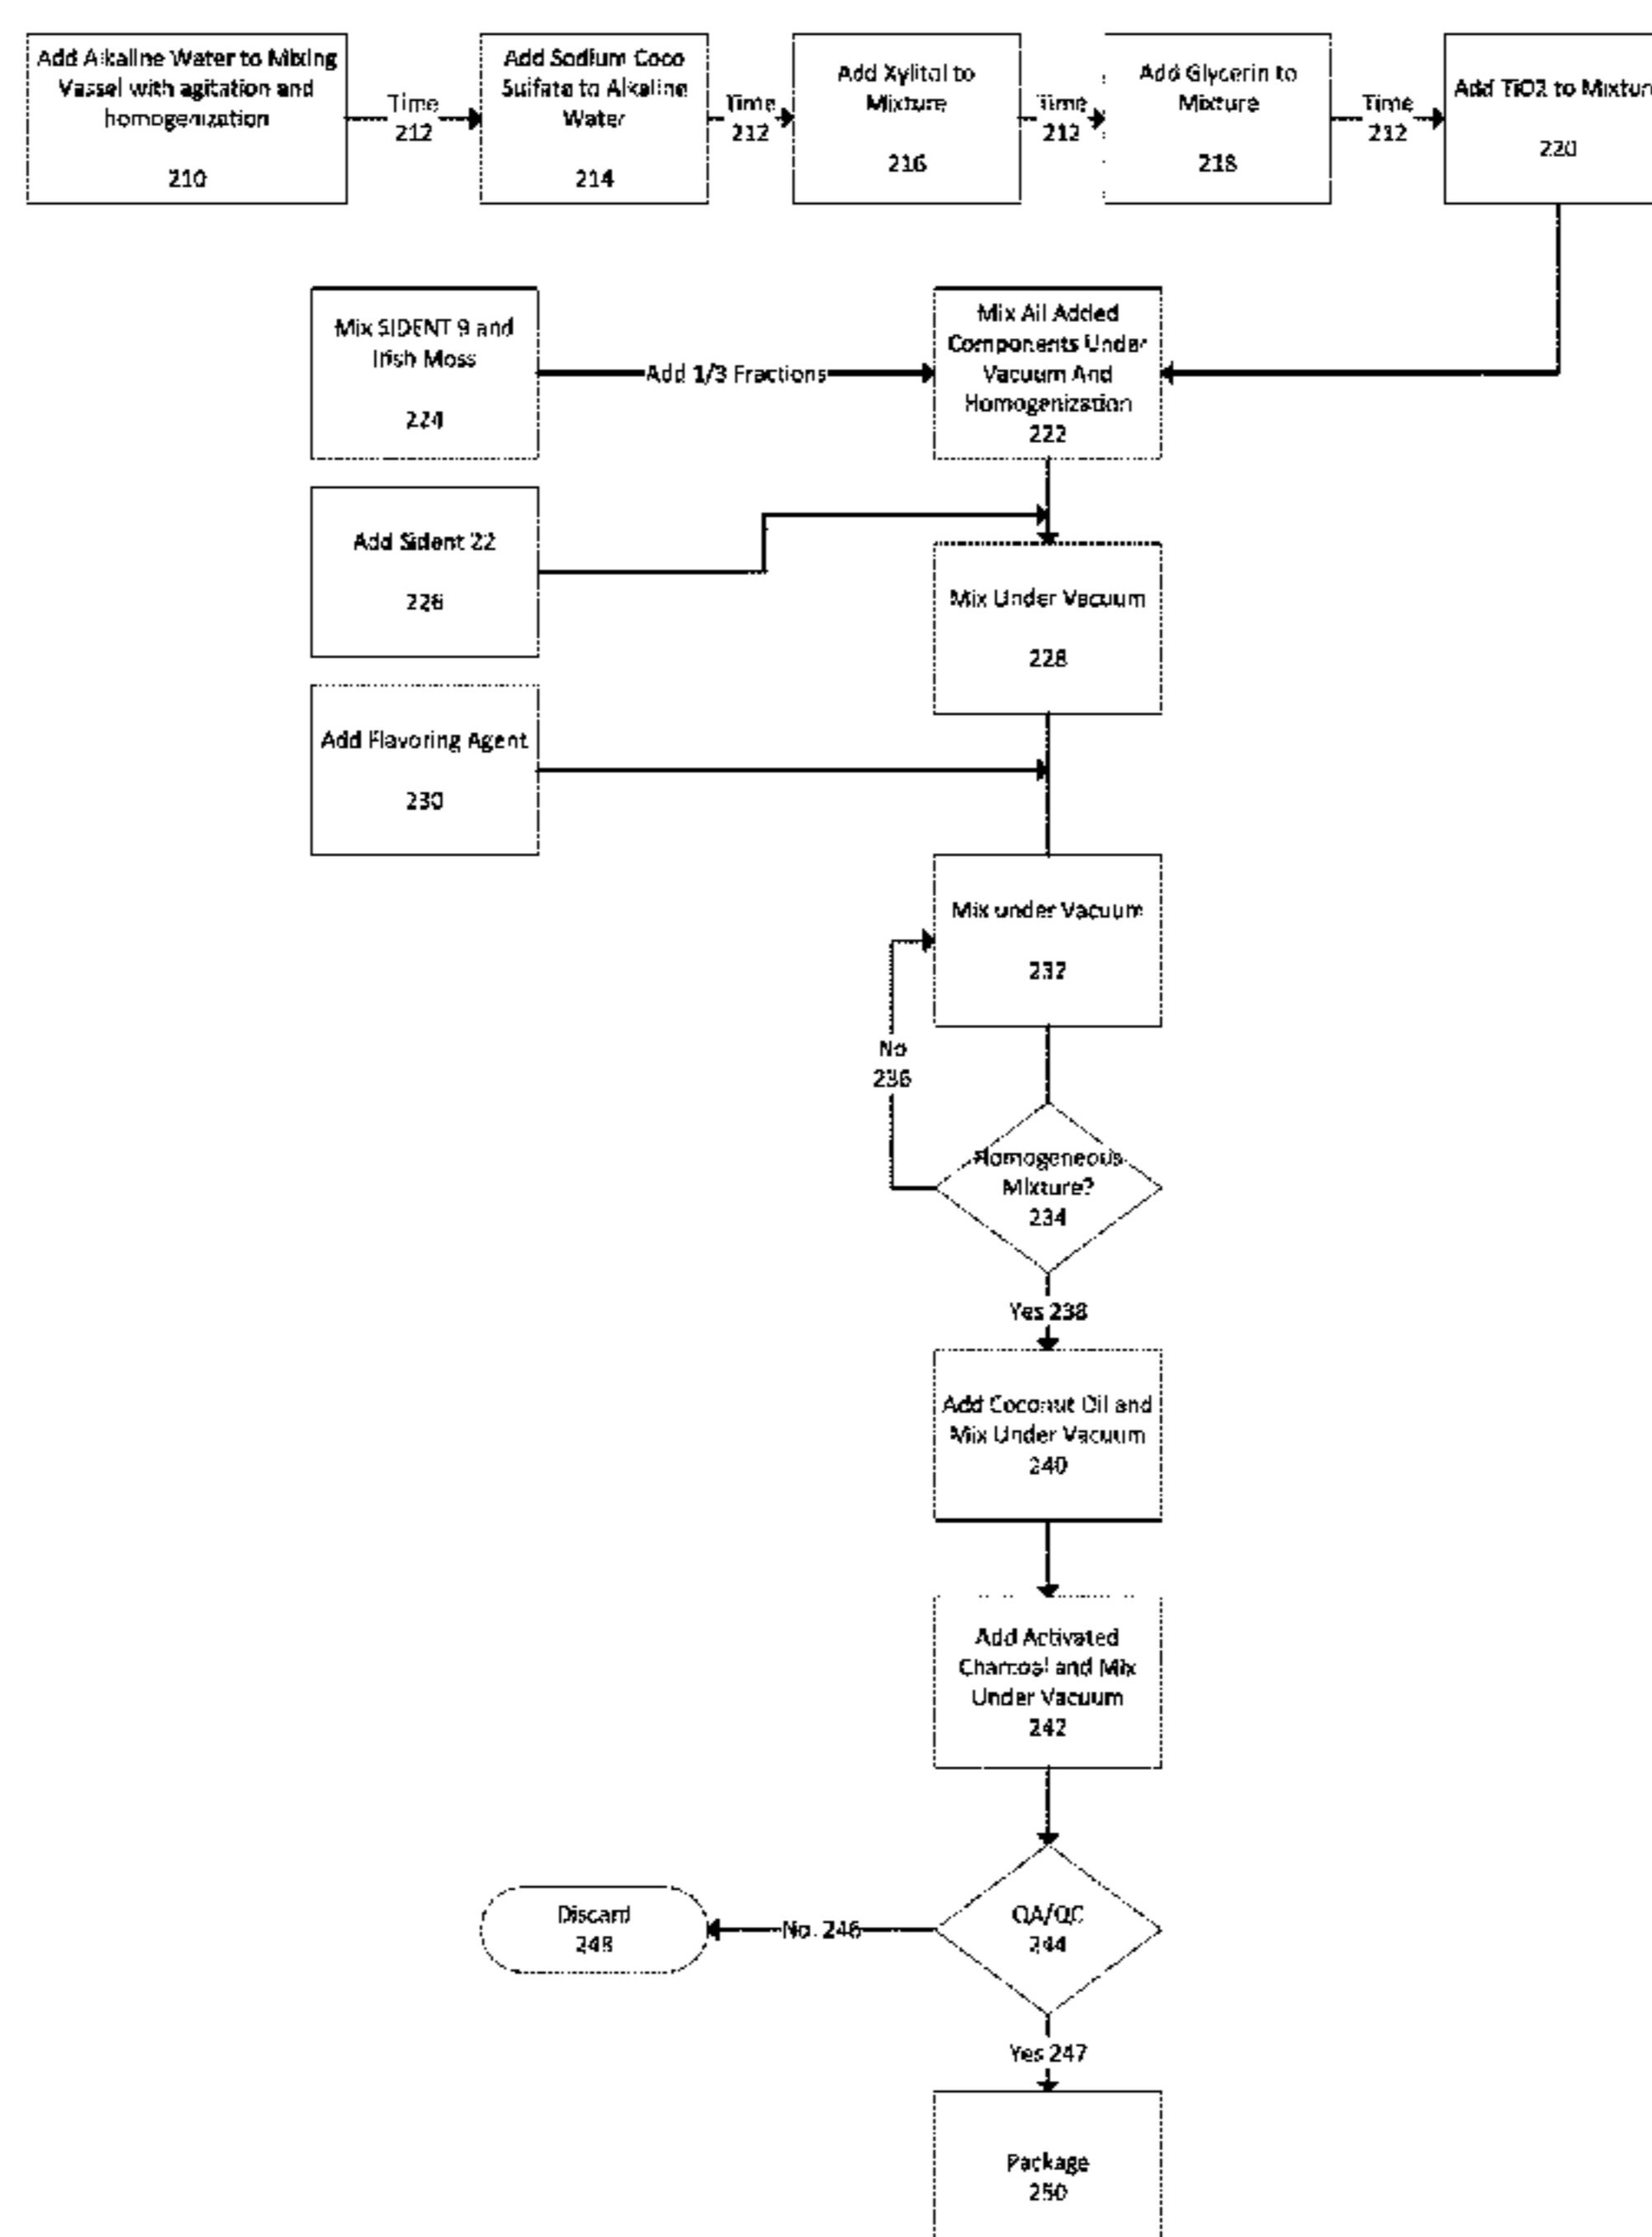 Add Alkaline Water to Mixing
Vessel with agitation and
homogenization
210
Time
212
Add Sodium Coco
Sulfate to Alkaline
Water
214
Time
212
Add Xylitol to
Mixture
216
Time
212
Add Glycerin to
Mixture
218
Time
212
Add TiO2 to Mixtur
220
Mix SIDENT 9 and
Irish Moss
224
Add 1/3 Fractions
Mix All Added
Components Under
Vacuum And
Homogenization
222
Add Sident 22
226
Mix Under Vacuum
228
Add Flavoring Agent
230
Mix under Vacuum
232
No
236
Homogeneous
Mixture?
234
Yes 238
Add Coconut Oil and
Mix Under Vacuum
240
Add Activated
Charcoal and Mix
Under Vacuum
242
Discard
248
No. 246
QA/QC
244
Yes 247
Package
250